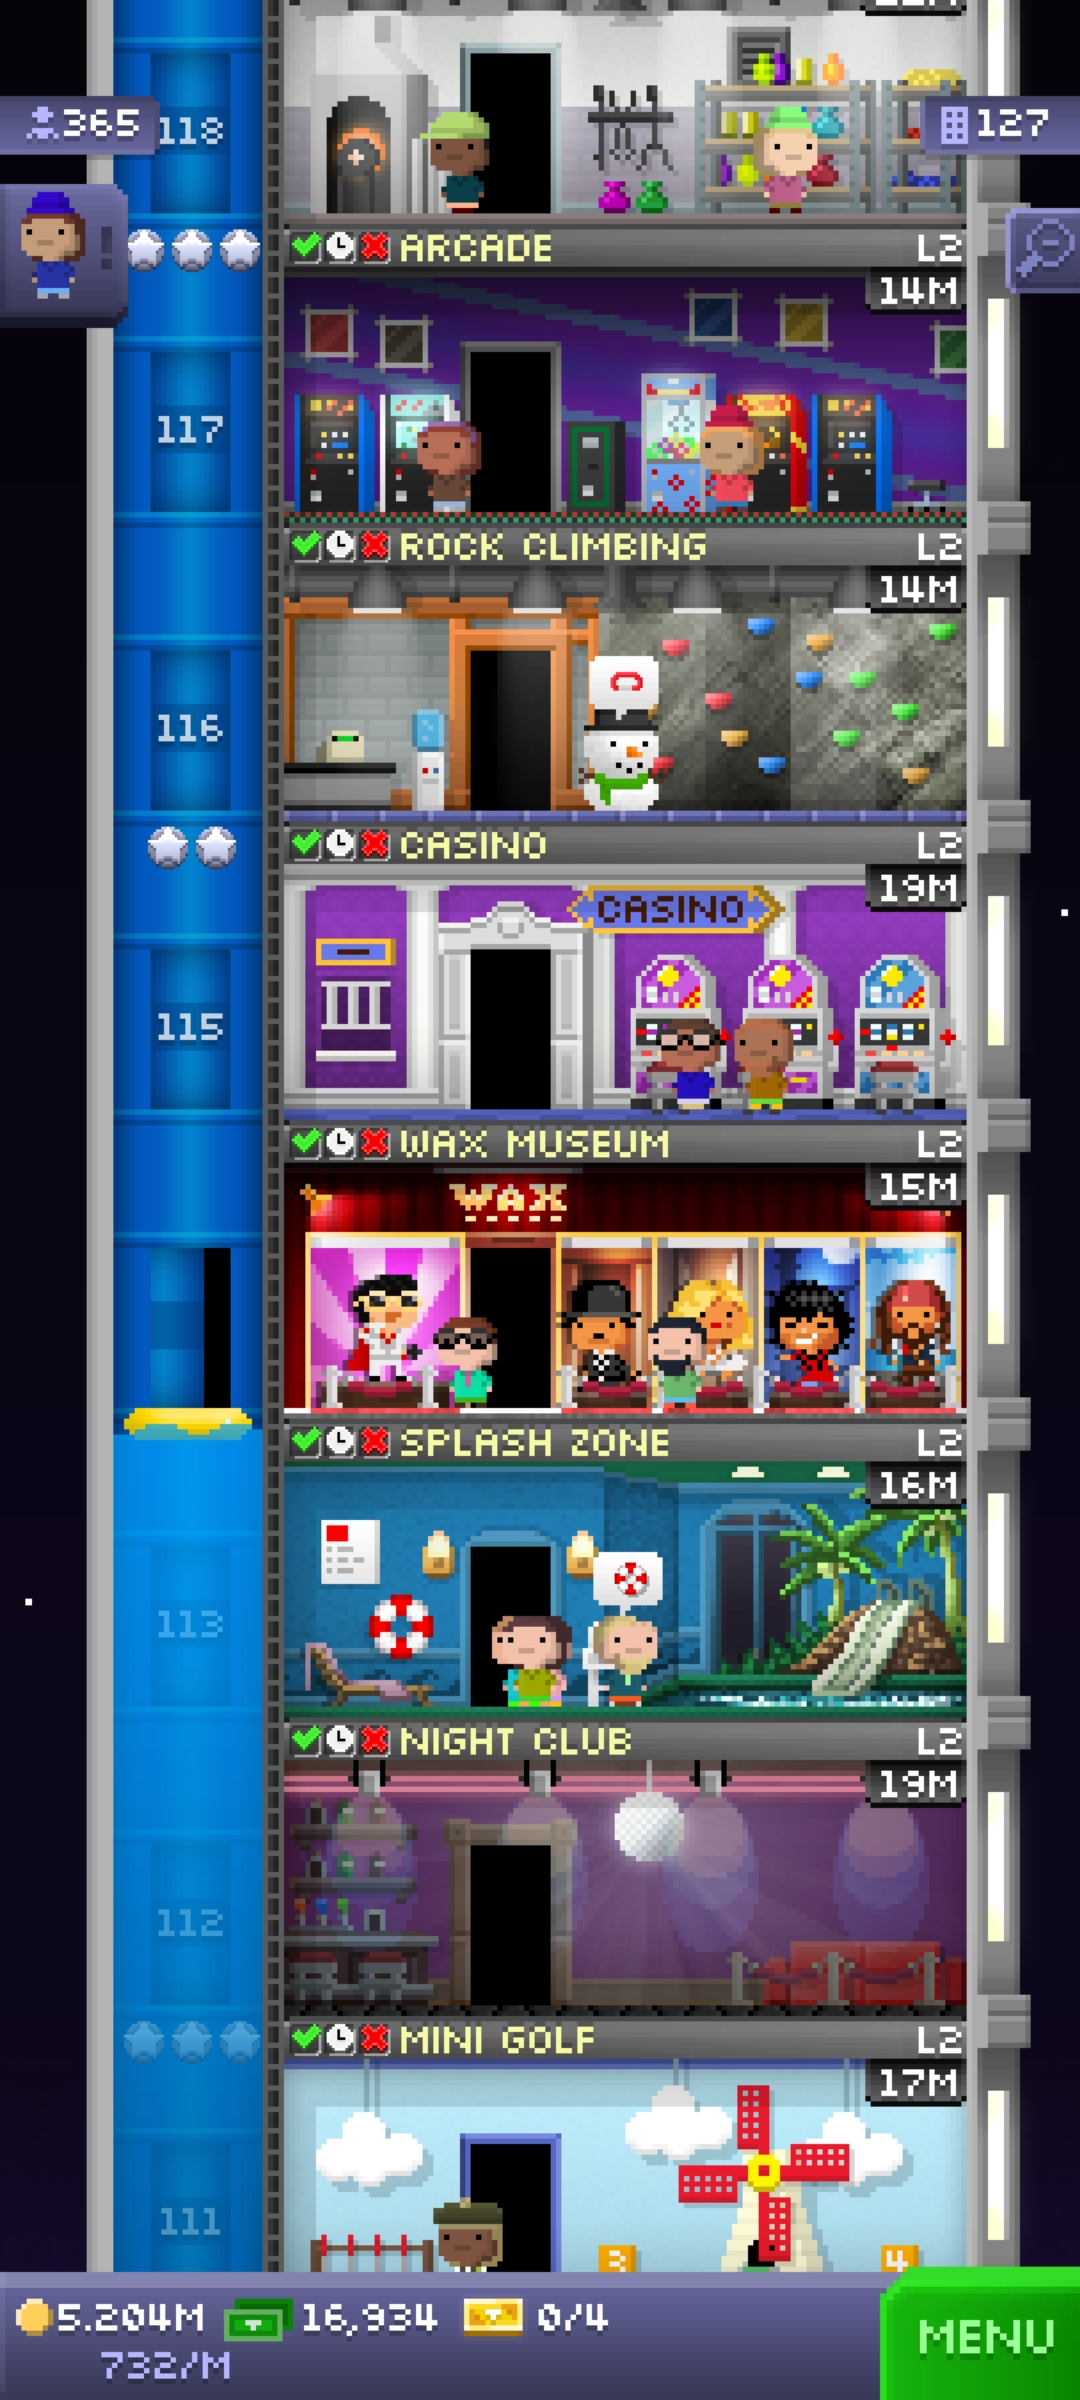 365
118
127
ARCADE L2
14M
117
ROCK CLIMBING L2
14M
116
CASINO L2
19M
CASINO
115
WAX MUSEUM L2
15M
WAX
SPLASH ZONE L2
16M
113
NIGHT CLUB L2
19M
112
MINI GOLF L2
17M
111
3
4
5.204M 16,934 0/4
732/M
MENU